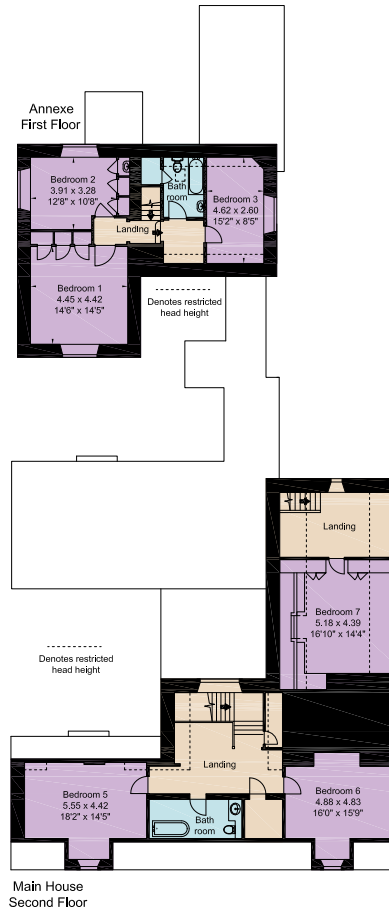 Annexe
First Floor
Bedroom 2
3.91 x 3.28
12'8" x 10'8"
Bath
room
Bedroom 3
4.62 x 2.60
15'2" x 8'5"
Landing
Bedroom 1
4.45 x 4.42
14'6" x 14'5"
Denotes restricted
head height
Landing
Bedroom 7
5.18 x 4.39
16'10" x 14'4"
Denotes restricted
head height
Landing
Bedroom 5
5.55 x 4.42
18'2" x 14'5"
Bedroom 6
4.88 x 4.83
16'0" x 15'9"
Bath
room
Main House
Second Floor